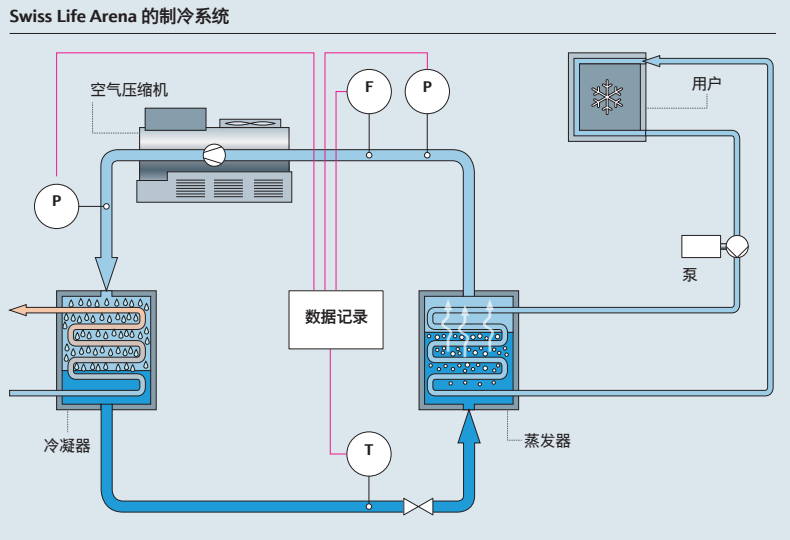 Swiss Life Arena 的制冷系统
空气压缩机
F
P
用户
P
泵
数据记录
冷凝器
T
蒸发器